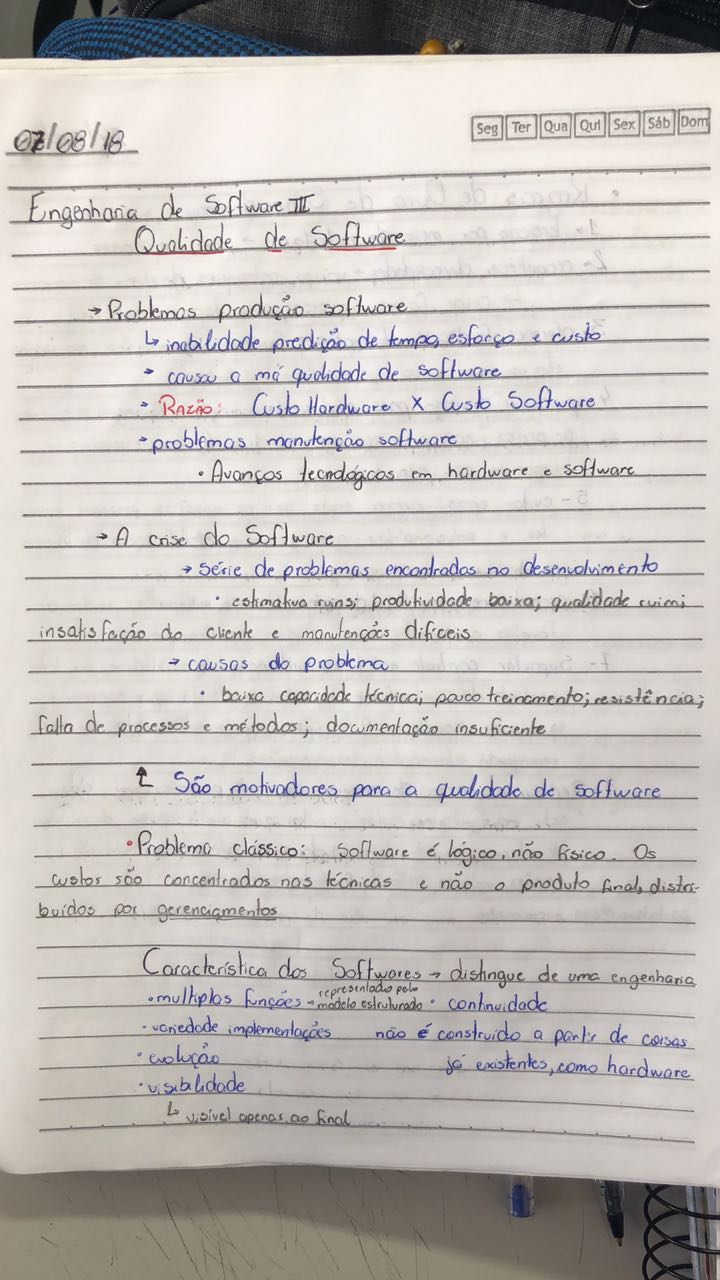 07/08/18
Seg Ter Qua Qui Sex Sáb Dom
Engenharia de Software III
Qualidade de Software
→ Problemas produção software
↳ inabilidade predição de tempo, esforço e custo
→ causa a má qualidade de software
→ RAZÃO: Custo Hardware X Custo Software
→ problemas manutenção software
• Avanços tecnológicos em hardware e software
→ A crise do Software
→ série de problemas encontrados no desenvolvimento
• estimativa ruins; produtividade baixa; qualidade ruim;
insatisfação do cliente e manutenções difíceis
→ causas do problema
• baixa capacidade técnica; pouco treinamento; resistência;
falta de processos e métodos; documentação insuficiente
↳ São motivadores para a qualidade de software
• Problema clássico: software é lógico, não físico. Os
custos são concentrados nas técnicas e não o produto final, distri-
buídos por gerenciamentos
Característica dos Softwares → distingue de uma engenharia
• multiplas funções → representado pelo modelo estruturado • continuidade
• variedade implementações não é construído a partir de coisas
• evolução já existentes, como hardware
• visibilidade
↳ visível apenas ao final